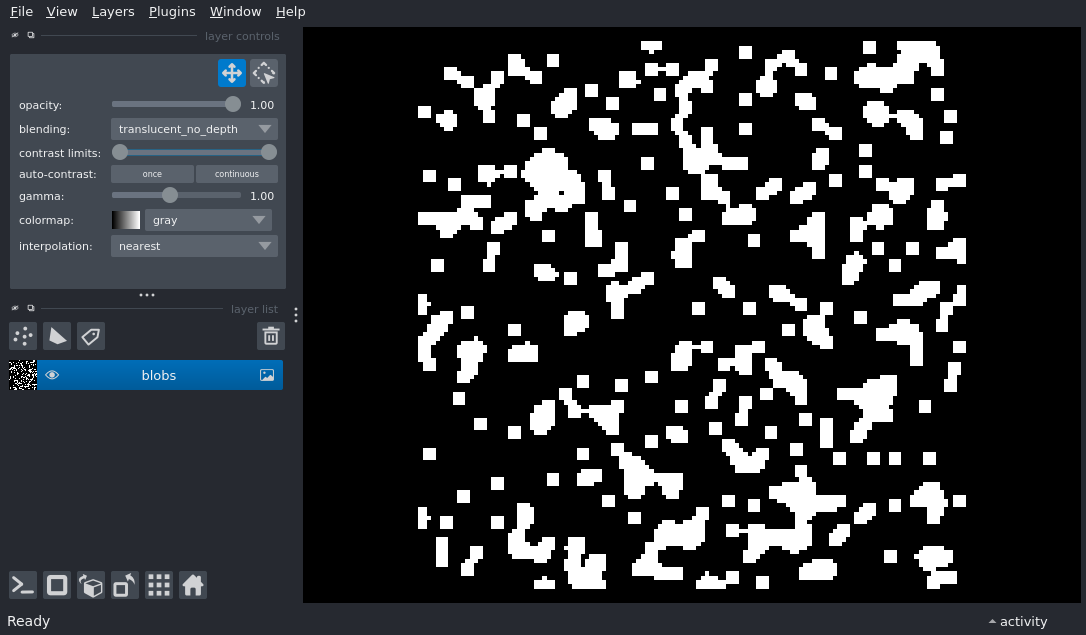 File View Layers Plugins Window Help
layer controls
opacity: 1.00
blending: translucent_no_depth
contrast limits:
auto-contrast: once continuous
gamma: 1.00
colormap: gray
interpolation: nearest
layer list
blobs
Ready activity